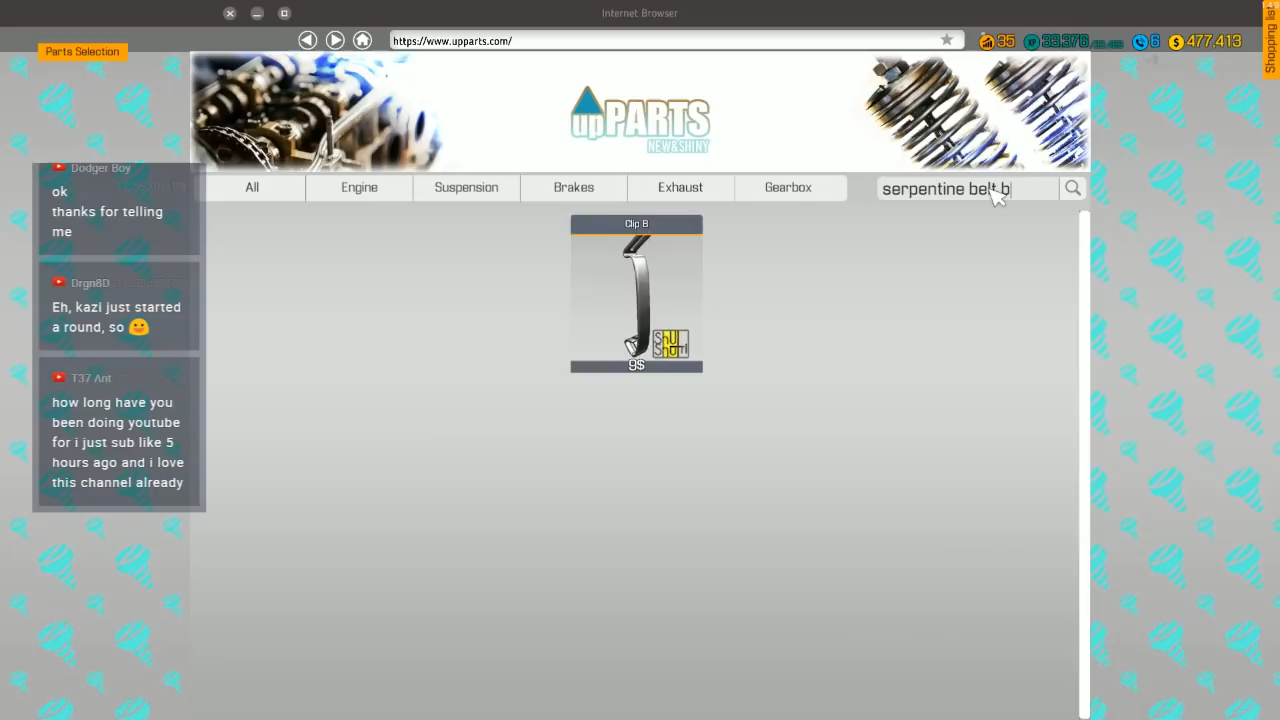 Internet Browser
https://www.upparts.com/
35
6
477,413
Shopping list
Parts Selection
upPARTS
NEW&SHINY
All
Engine
Suspension
Brakes
Exhaust
Gearbox
serpentine belt b
Clip B
9$
Dodger Boy
ok
thanks for telling
me
Drgn8D
Eh, kazi just started
a round, so
T37 Ant
how long have you
been doing youtube
for i just sub like 5
hours ago and i love
this channel already